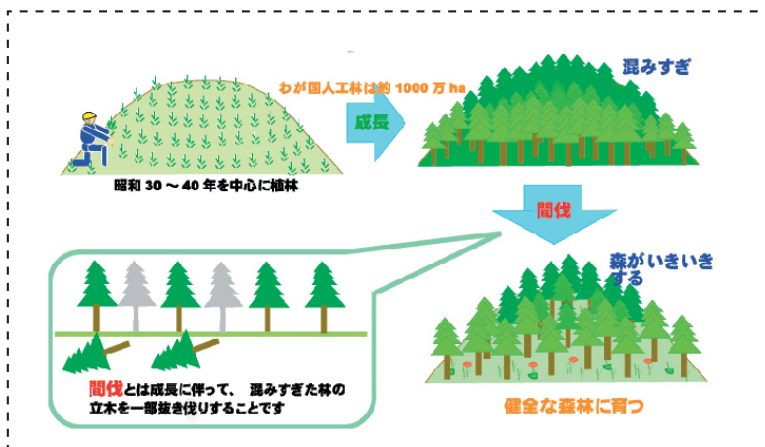 わが国人工林は約 1000 万 ha
成長
混みすぎ
昭和 30 ～ 40 年を中心に植林
間伐
森がいきいき
する
間伐とは成長に伴って、 混みすぎた林の
立木を一部抜き伐りすることです
健全な森林に育つ